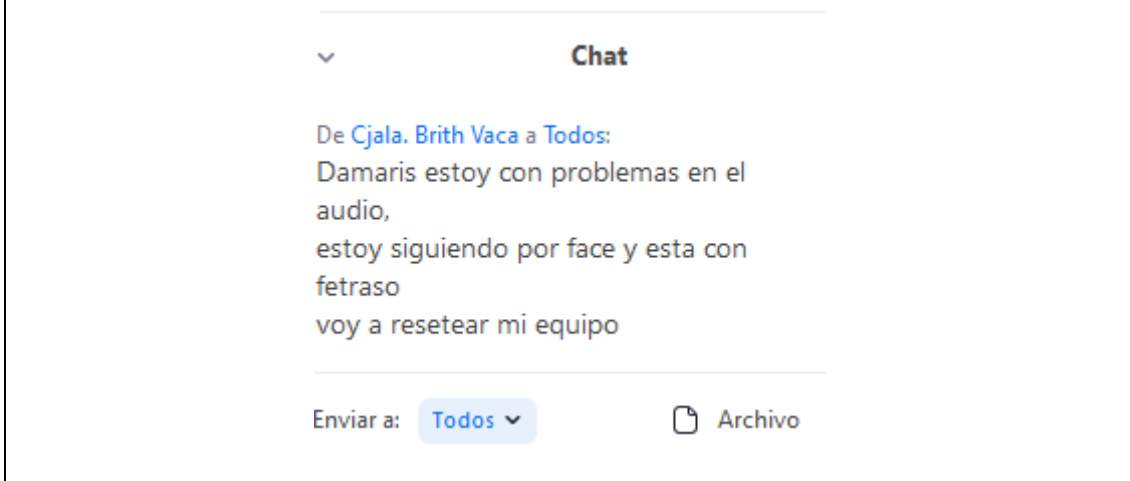 Chat
De Cjala. Brith Vaca a Todos:
Damaris estoy con problemas en el
audio,
estoy siguiendo por face y esta con
fetraso
voy a resetear mi equipo
Enviar a: Todos Archivo